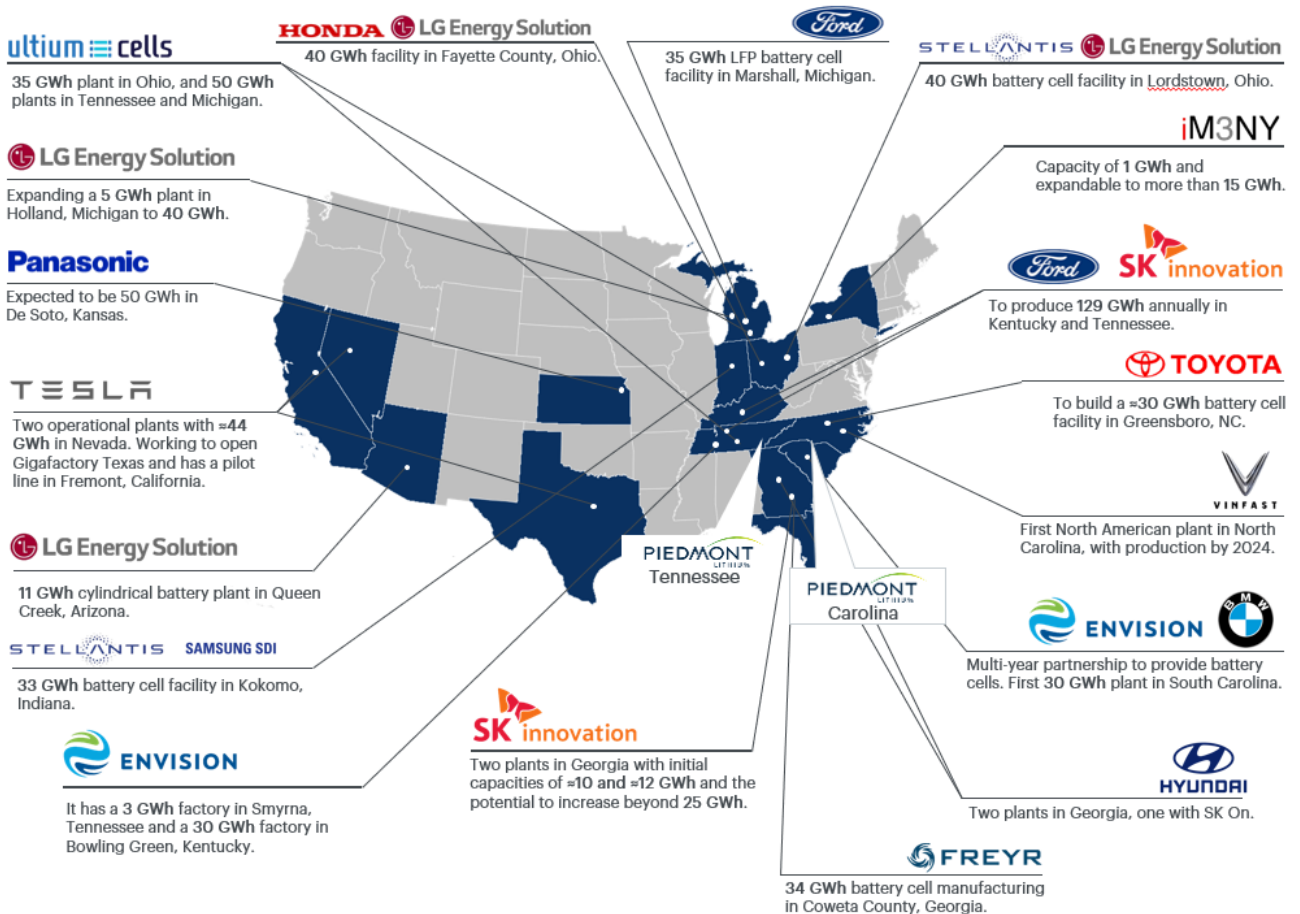 ultium cells
35 GWh plant in Ohio, and 50 GWh
plants in Tennessee and Michigan.
HONDA LG Energy Solution
40 GWh facility in Fayette County, Ohio.
Ford
35 GWh LFP battery cell
facility in Marshall, Michigan.
STELLANTIS LG Energy Solution
40 GWh battery cell facility in Lordstown, Ohio.
iM3NY
Capacity of 1 GWh and
expandable to more than 15 GWh.
LG Energy Solution
Expanding a 5 GWh plant in
Holland, Michigan to 40 GWh.
Panasonic
Expected to be 50 GWh in
De Soto, Kansas.
Ford SK innovation
To produce 129 GWh annually in
Kentucky and Tennessee.
TESLA
Two operational plants with ≈44
GWh in Nevada. Working to open
Gigafactory Texas and has a pilot
line in Fremont, California.
TOYOTA
To build a ≈30 GWh battery cell
facility in Greensboro, NC.
VINFAST
First North American plant in North
Carolina, with production by 2024.
LG Energy Solution
11 GWh cylindrical battery plant in Queen
Creek, Arizona.
PIEDMONT
LITHIUM
Tennessee
PIEDMONT
LITHIUM
Carolina
STELLANTIS SAMSUNG SDI
33 GWh battery cell facility in Kokomo,
Indiana.
ENVISION BMW
Multi-year partnership to provide battery
cells. First 30 GWh plant in South Carolina.
ENVISION
It has a 3 GWh factory in Smyrna,
Tennessee and a 30 GWh factory in
Bowling Green, Kentucky.
SK innovation
Two plants in Georgia with initial
capacities of ≈10 and ≈12 GWh and the
potential to increase beyond 25 GWh.
HYUNDAI
Two plants in Georgia, one with SK On.
FREYR
34 GWh battery cell manufacturing
in Coweta County, Georgia.